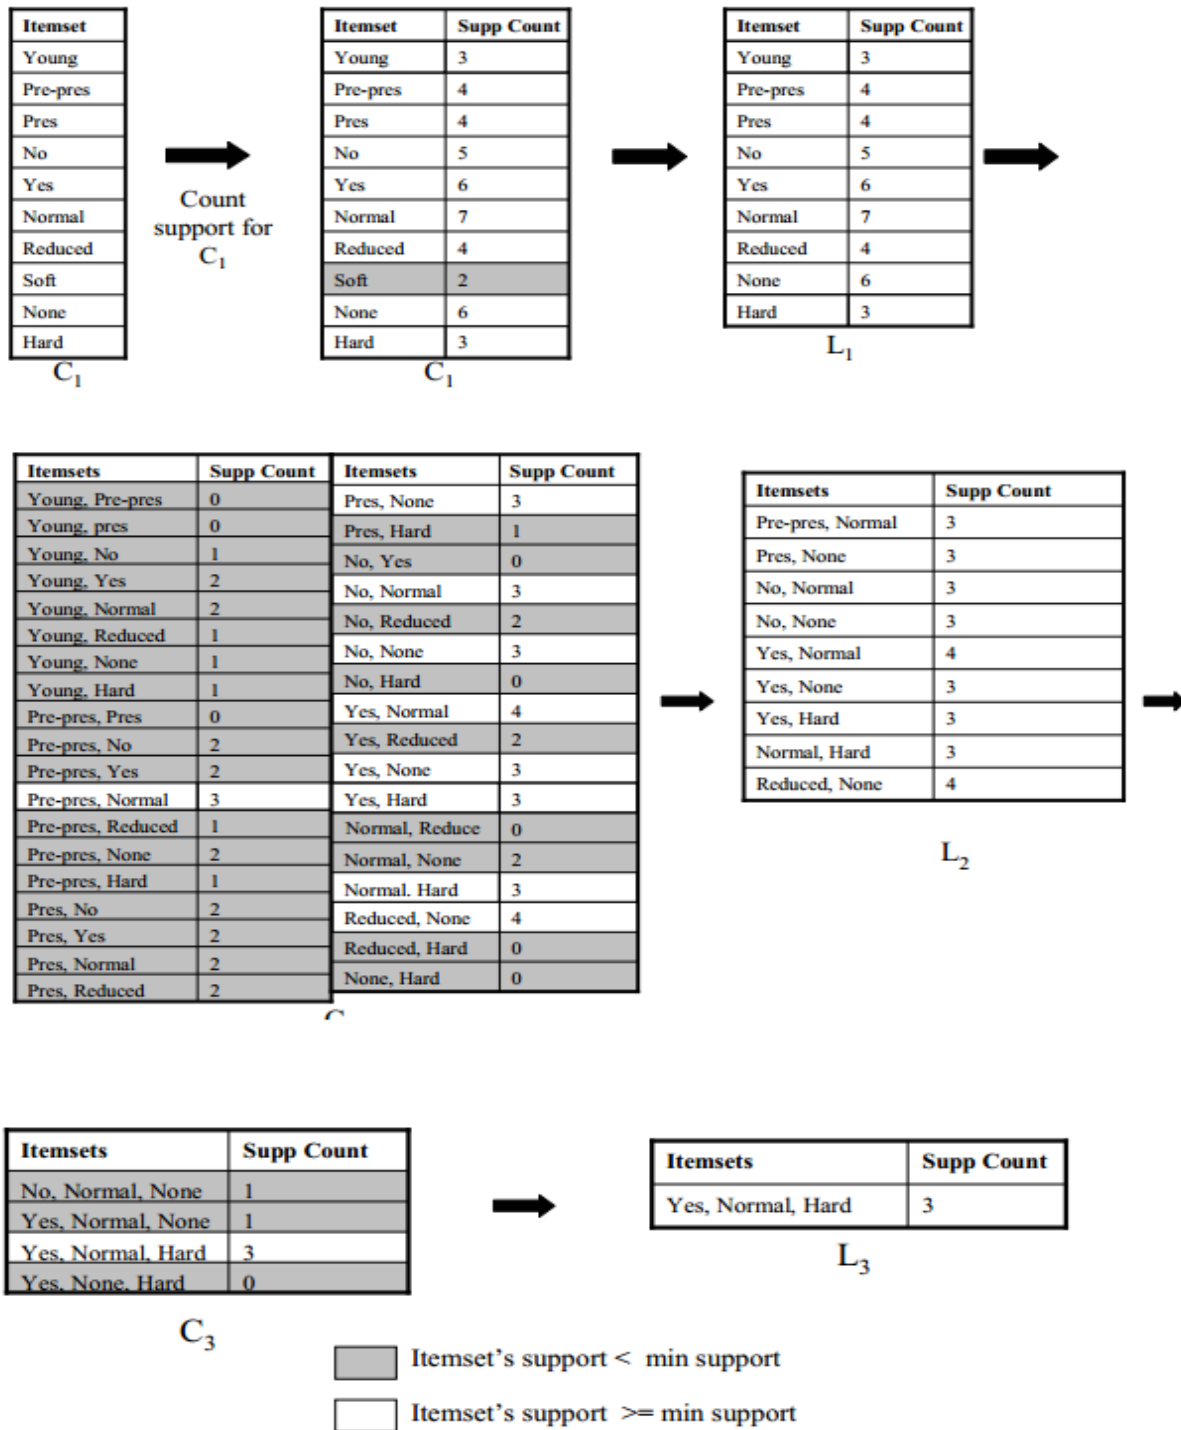 Itemset
Young
Pre-pres
Pres
No
Yes
Normal
Reduced
Soft
None
Hard
C1
Count
support for
C1
Itemset Supp Count
Young 3
Pre-pres 4
Pres 4
No 5
Yes 6
Normal 7
Reduced 4
Soft 2
None 6
Hard 3
C1
Itemset Supp Count
Young 3
Pre-pres 4
Pres 4
No 5
Yes 6
Normal 7
Reduced 4
None 6
Hard 3
L1
Itemsets Supp Count
Young, Pre-pres 0
Young, pres 0
Young, No 1
Young, Yes 2
Young, Normal 2
Young, Reduced 1
Young, None 1
Young, Hard 1
Pre-pres, Pres 0
Pre-pres, No 2
Pre-pres, Yes 2
Pre-pres, Normal 3
Pre-pres, Reduced 1
Pre-pres, None 2
Pre-pres, Hard 1
Pres, No 2
Pres, Yes 2
Pres, Normal 2
Pres, Reduced 2
Itemsets Supp Count
Pres, None 3
Pres, Hard 1
No, Yes 0
No, Normal 3
No, Reduced 2
No, None 3
No, Hard 0
Yes, Normal 4
Yes, Reduced 2
Yes, None 3
Yes, Hard 3
Normal, Reduce 0
Normal, None 2
Normal. Hard 3
Reduced, None 4
Reduced, Hard 0
None, Hard 0
Itemsets Supp Count
Pre-pres, Normal 3
Pres, None 3
No, Normal 3
No, None 3
Yes, Normal 4
Yes, None 3
Yes, Hard 3
Normal, Hard 3
Reduced, None 4
L2
Itemsets Supp Count
No, Normal, None 1
Yes, Normal, None 1
Yes, Normal, Hard 3
Yes, None, Hard 0
C3
Itemsets Supp Count
Yes, Normal, Hard 3
L3
Itemset's support < min support
Itemset's support >= min support